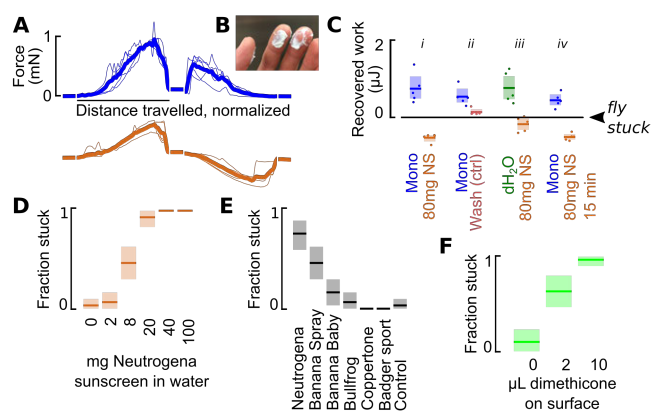 A
B
C
Force
(mN)
1
0
Distance travelled, normalized
Recovered work
(μJ)
2
0
i
ii
iii
iv
fly
stuck
Mono
80mg NS
Mono
Wash (ctrl)
dH₂O
80mg NS
Mono
80mg NS
15 min
D
Fraction stuck
1
0
0
2
8
20
40
100
mg Neutrogena
sunscreen in water
E
Fraction stuck
1
0
Neutrogena
Banana Spray
Banana Baby
Bullfrog
Coppertone
Badger sport
Control
F
Fraction stuck
1
0
0
2
10
μL dimethicone
on surface